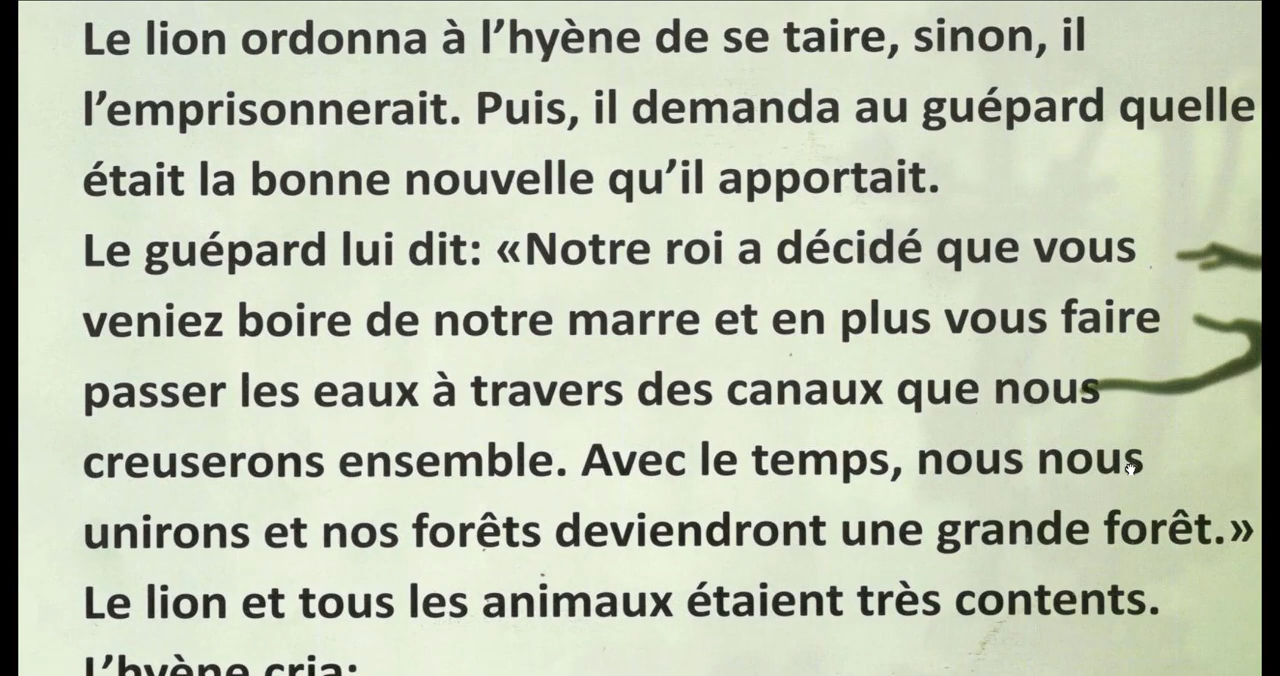 Le lion ordonna à l’hyène de se taire, sinon, il
l’emprisonnerait. Puis, il demanda au guépard quelle
était la bonne nouvelle qu’il apportait.
Le guépard lui dit: «Notre roi a décidé que vous
veniez boire de notre marre et en plus vous faire
passer les eaux à travers des canaux que nous
creuserons ensemble. Avec le temps, nous nous
unirons et nos forêts deviendront une grande forêt.»
Le lion et tous les animaux étaient très contents.
L’hyène cria: